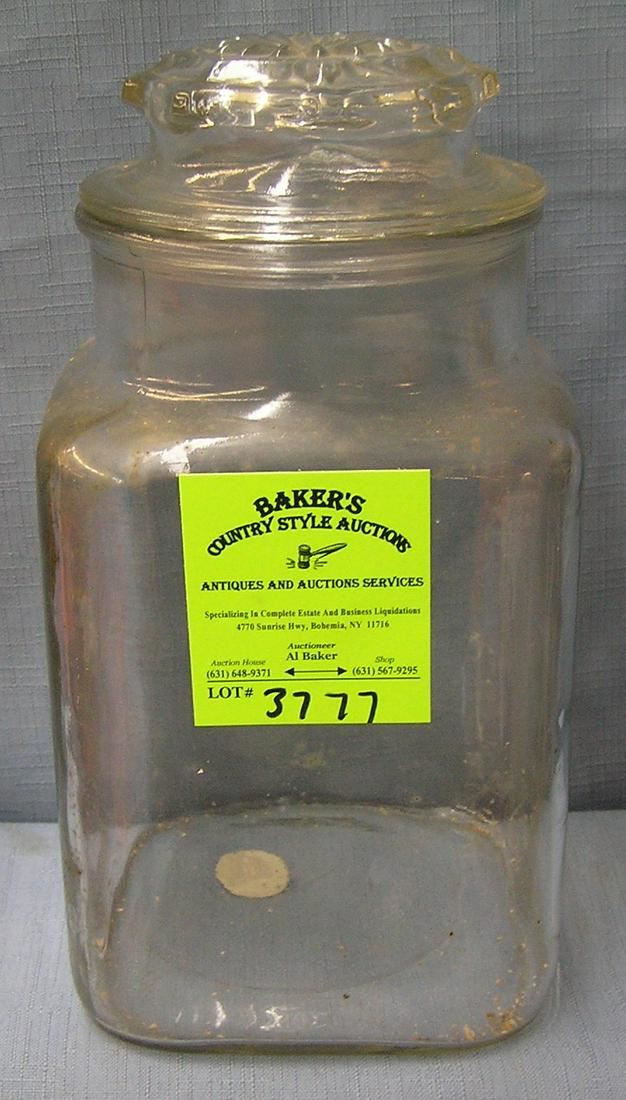 BAKER'S
COUNTRY STYLE AUCTIONS
ANTIQUES AND AUCTIONS SERVICES
Specializing In Complete Estate And Business Liquidations
4770 Sunrise Hwy, Bohemia, NY 11716
Auctioneer
Al Baker
Auction House Shop
(631) 648-9371 (631) 567-9295
LOT# 3777